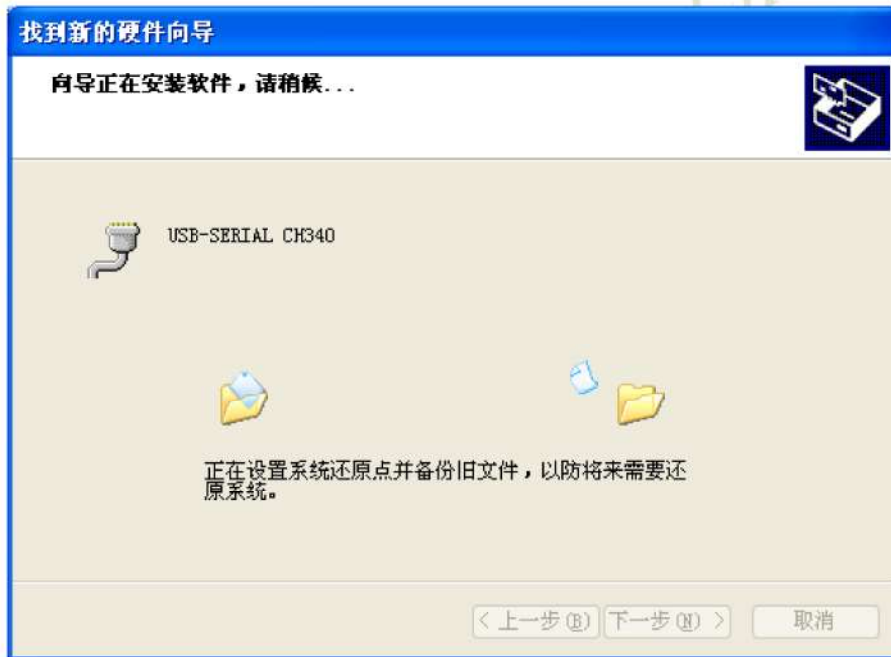 找到新的硬件向导
向导正在安装软件，请稍候...
USB-SERIAL CH340
正在设置系统还原点并备份旧文件，以防将来需要还
原系统。
< 上一步(B) 下一步(N) > 取消